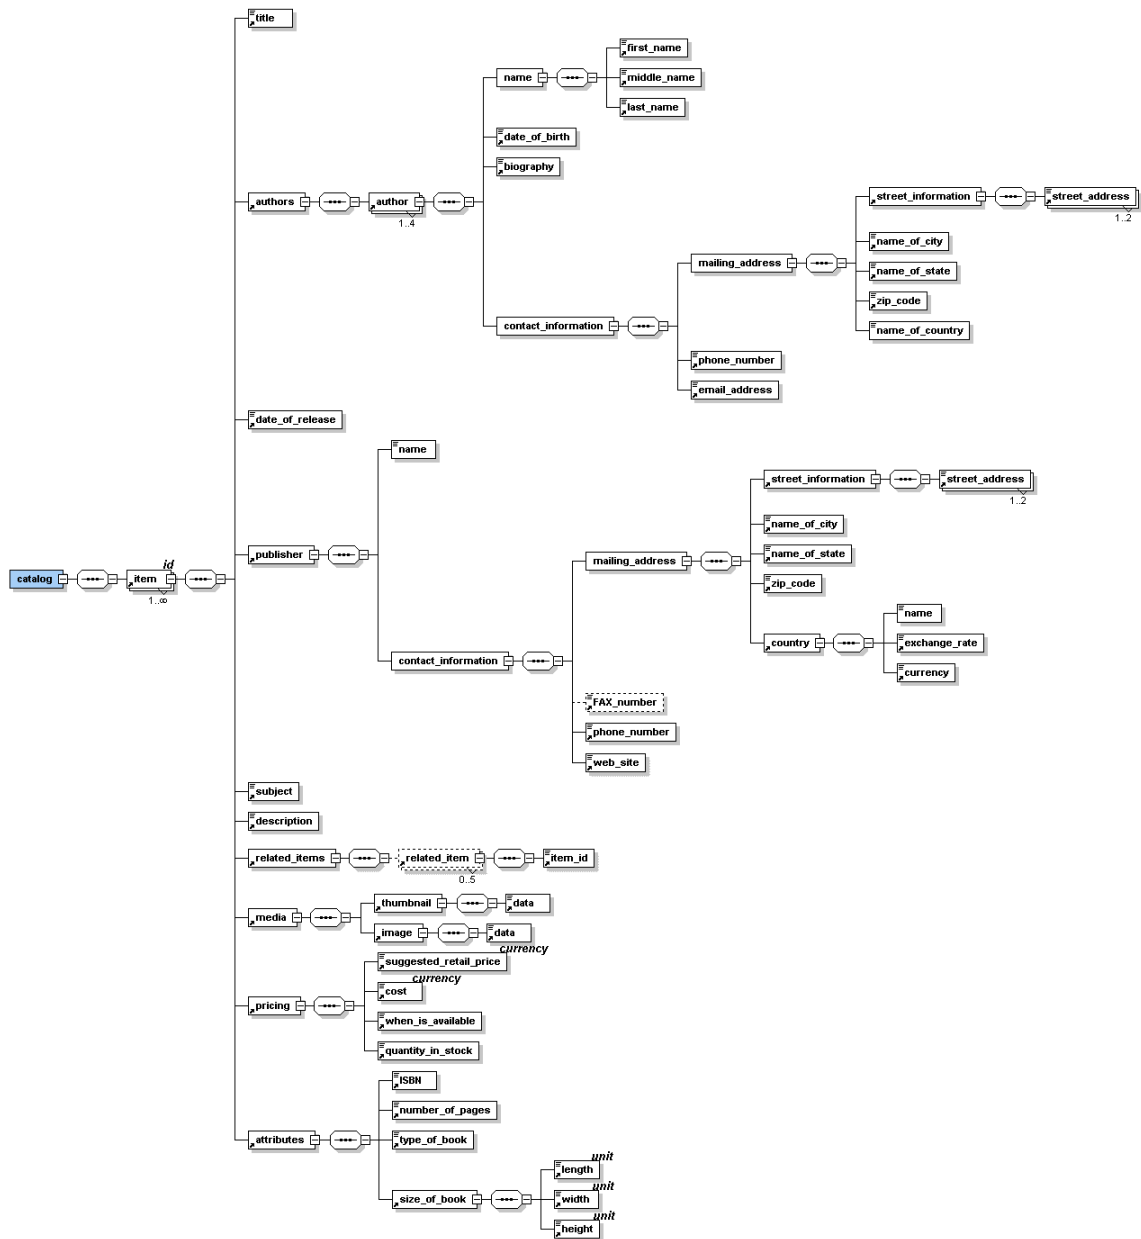 title
first_name
name
middle_name
last_name
date_of_birth
biography
authors
author
1..4
street_information
street_address
1..2
name_of_city
mailing_address
name_of_state
zip_code
contact_information
name_of_country
phone_number
email_address
date_of_release
name
street_information
street_address
1..2
name_of_city
publisher
mailing_address
name_of_state
catalog
id
item
1..∞
zip_code
name
country
exchange_rate
contact_information
currency
FAX_number
phone_number
web_site
subject
description
related_items
related_item
0..5
item_id
thumbnail
data
media
image
data
currency
suggested_retail_price
currency
cost
pricing
when_is_available
quantity_in_stock
ISBN
number_of_pages
attributes
type_of_book
unit
length
unit
size_of_book
width
unit
height